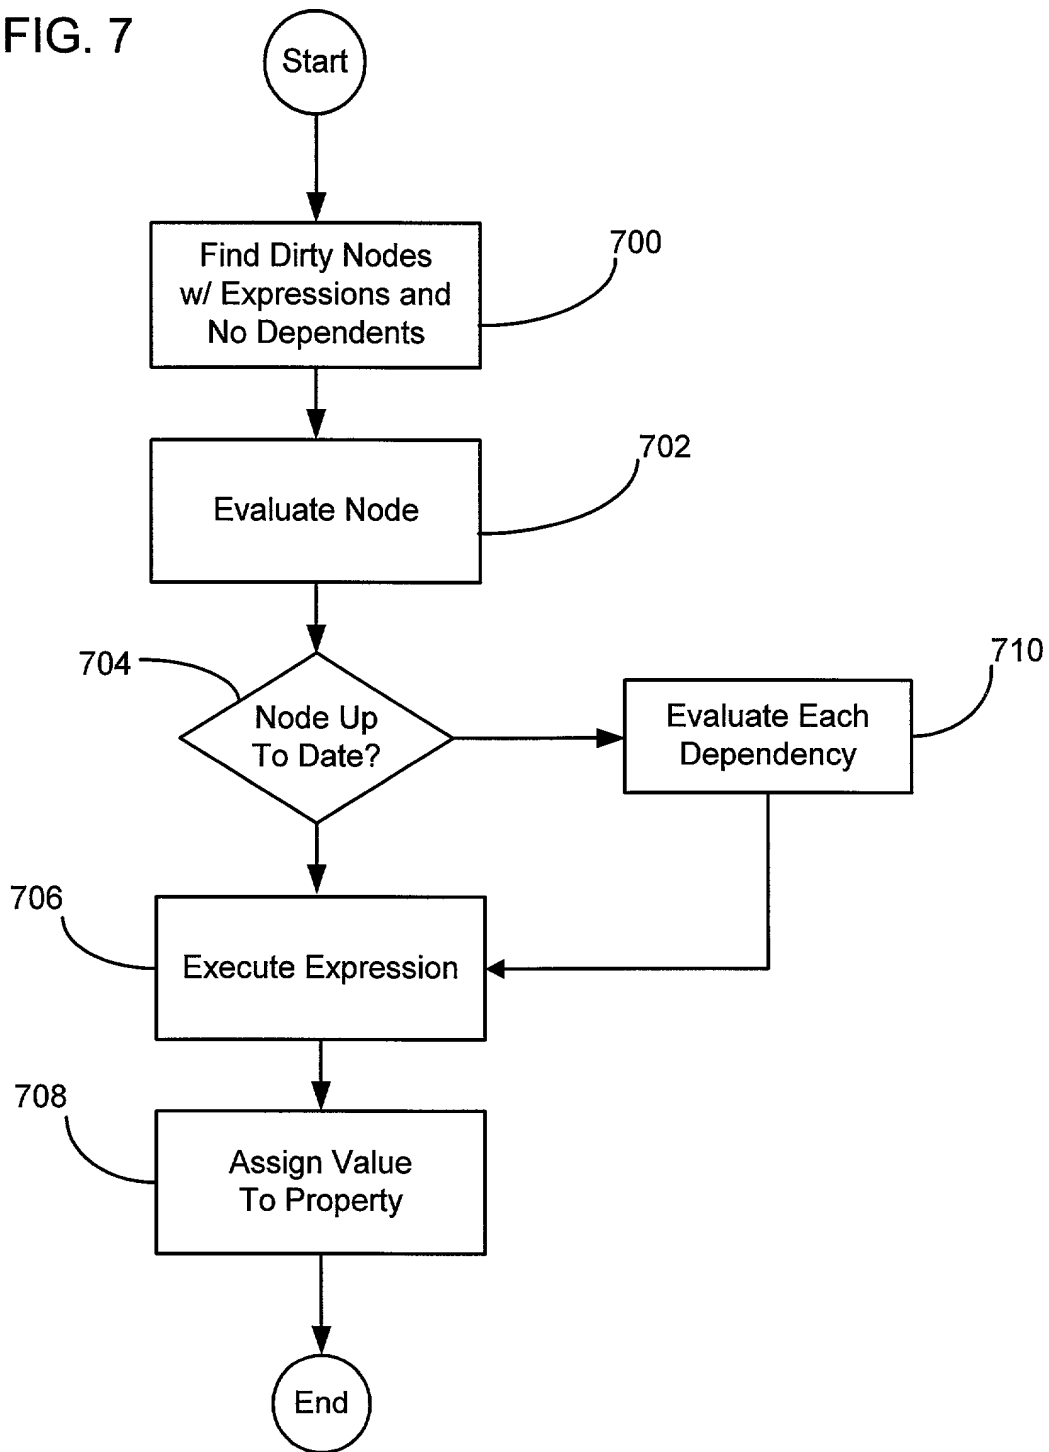 FIG. 7
Start
Find Dirty Nodes
w/ Expressions and
No Dependents
700
Evaluate Node
702
704
Node Up
To Date?
710
Evaluate Each
Dependency
706
Execute Expression
708
Assign Value
To Property
End